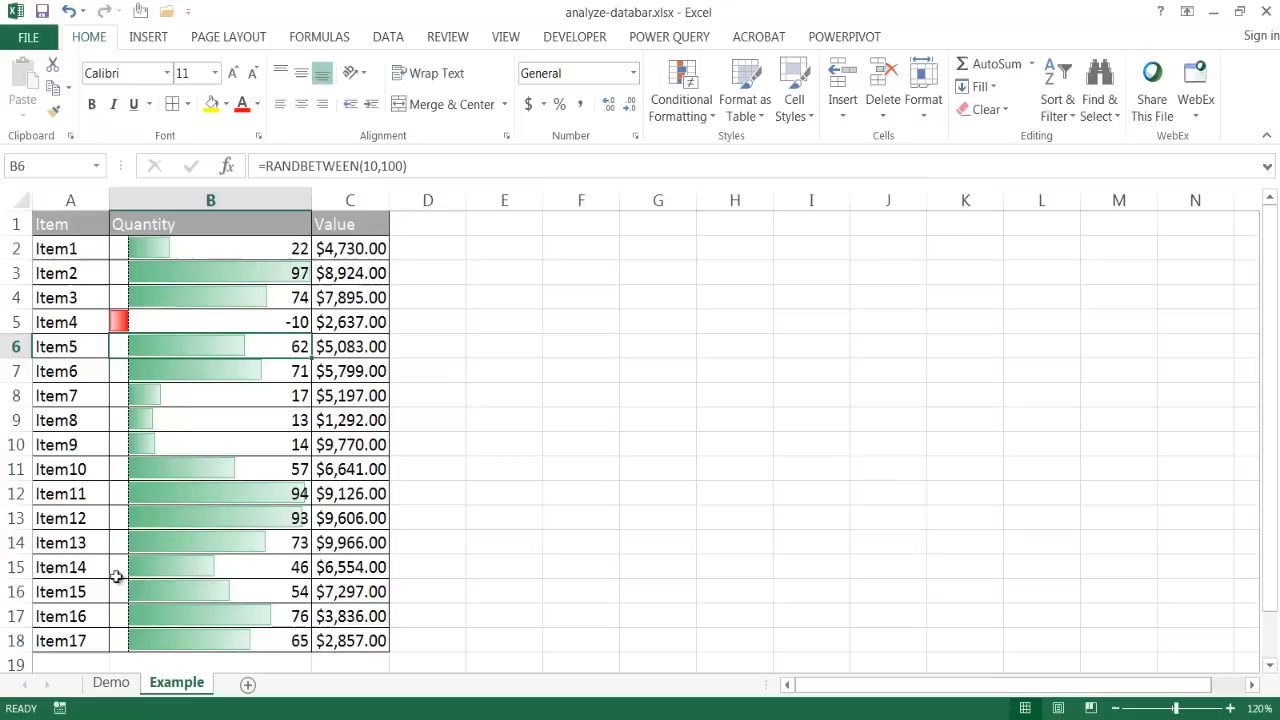 analyze-databar.xlsx - Excel
?
FILE HOME INSERT PAGE LAYOUT FORMULAS DATA REVIEW VIEW DEVELOPER POWER QUERY ACROBAT POWERPIVOT Sign in
Paste
Calibri 11
B I U A
Wrap Text
Merge & Center
General
$ %
Conditional Formatting
Format as Table
Cell Styles
Insert Delete Format
AutoSum
Fill
Clear
Sort & Filter
Find & Select
Share This File
WebEx
Clipboard Font Alignment Number Styles Cells Editing WebEx
B6 fx =RANDBETWEEN(10,100)
A B C D E F G H I J K L M N
1 Item Quantity Value
2 Item1 22 $4,730.00
3 Item2 97 $8,924.00
4 Item3 74 $7,895.00
5 Item4 -10 $2,637.00
6 Item5 62 $5,083.00
7 Item6 71 $5,799.00
8 Item7 17 $5,197.00
9 Item8 13 $1,292.00
10 Item9 14 $9,770.00
11 Item10 57 $6,641.00
12 Item11 94 $9,126.00
13 Item12 93 $9,606.00
14 Item13 73 $9,966.00
15 Item14 46 $6,554.00
16 Item15 54 $7,297.00
17 Item16 76 $3,836.00
18 Item17 65 $2,857.00
19
Demo Example
READY 120%